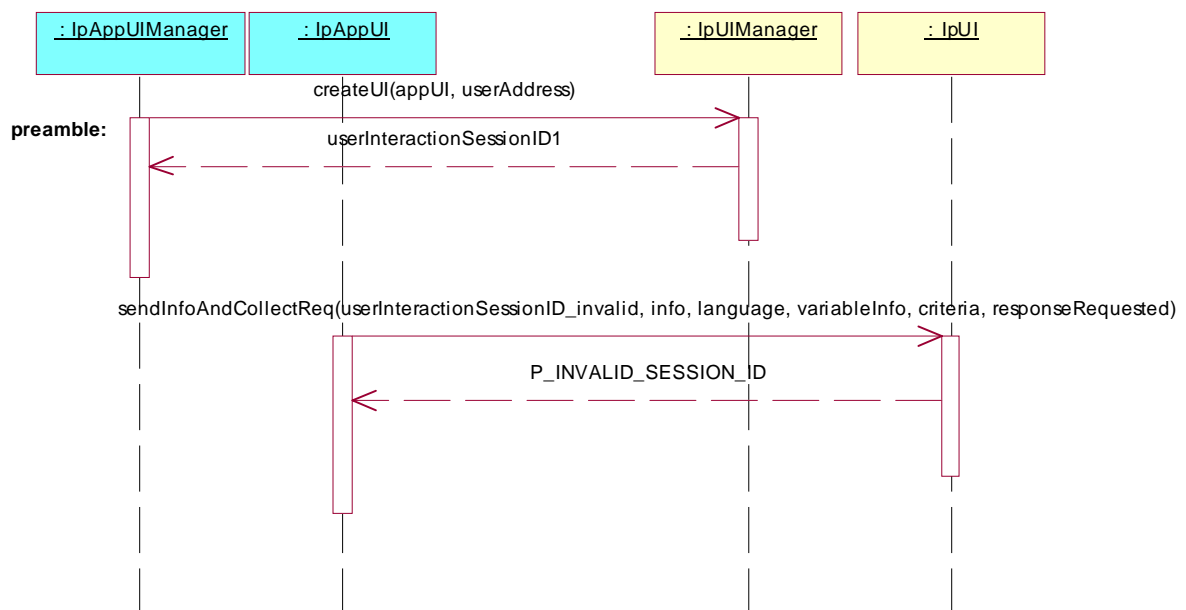 : IpAppUIManager
: IpAppUI
: IpUIManager
: IpUI
createUI(appUI, userAddress)
preamble:
userInteractionSessionID1
sendInfoAndCollectReq(userInteractionSessionID_invalid, info, language, variableInfo, criteria, responseRequested)
P_INVALID_SESSION_ID